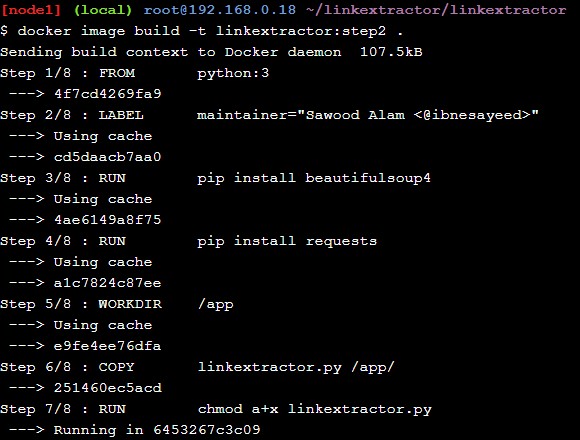 [node1] (local) root@192.168.0.18 ~/linkextractor/linkextractor
$ docker image build -t linkextractor:step2 .
Sending build context to Docker daemon  107.5kB
Step 1/8 : FROM       python:3
 ---> 4f7cd4269fa9
Step 2/8 : LABEL      maintainer="Sawood Alam <@ibnesayeed>"
 ---> Using cache
 ---> cd5daacb7aa0
Step 3/8 : RUN        pip install beautifulsoup4
 ---> Using cache
 ---> 4ae6149a8f75
Step 4/8 : RUN        pip install requests
 ---> Using cache
 ---> a1c7824c87ee
Step 5/8 : WORKDIR    /app
 ---> Using cache
 ---> e9fe4ee76dfa
Step 6/8 : COPY       linkextractor.py /app/
 ---> 251460ec5acd
Step 7/8 : RUN        chmod a+x linkextractor.py
 ---> Running in 6453267c3c09